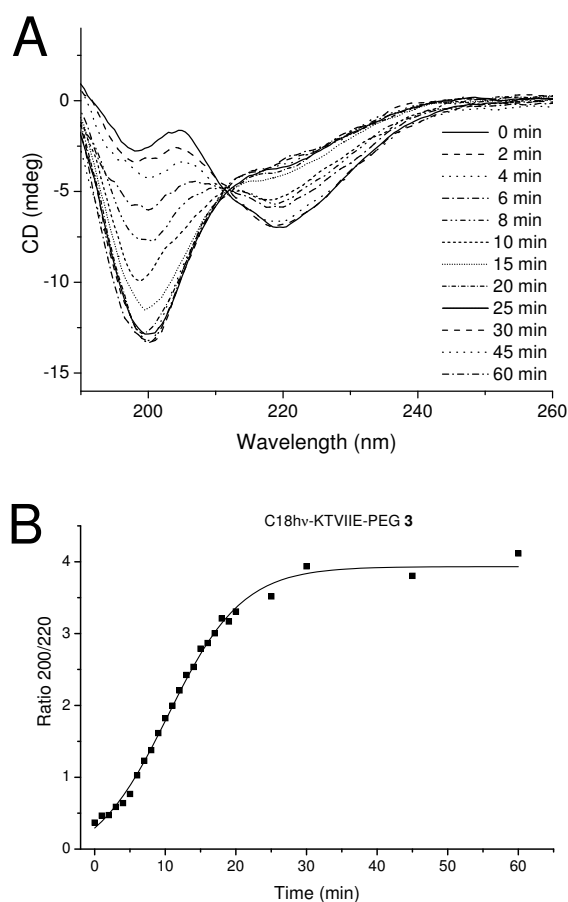 A
0
-5
-10
-15
CD (mdeg)
200
220
240
260
Wavelength (nm)
0 min
2 min
4 min
6 min
8 min
10 min
15 min
20 min
25 min
30 min
45 min
60 min
B
C18hν-KTVIIE-PEG 3
4
3
2
1
0
Ratio 200/220
0
10
20
30
40
50
60
Time (min)